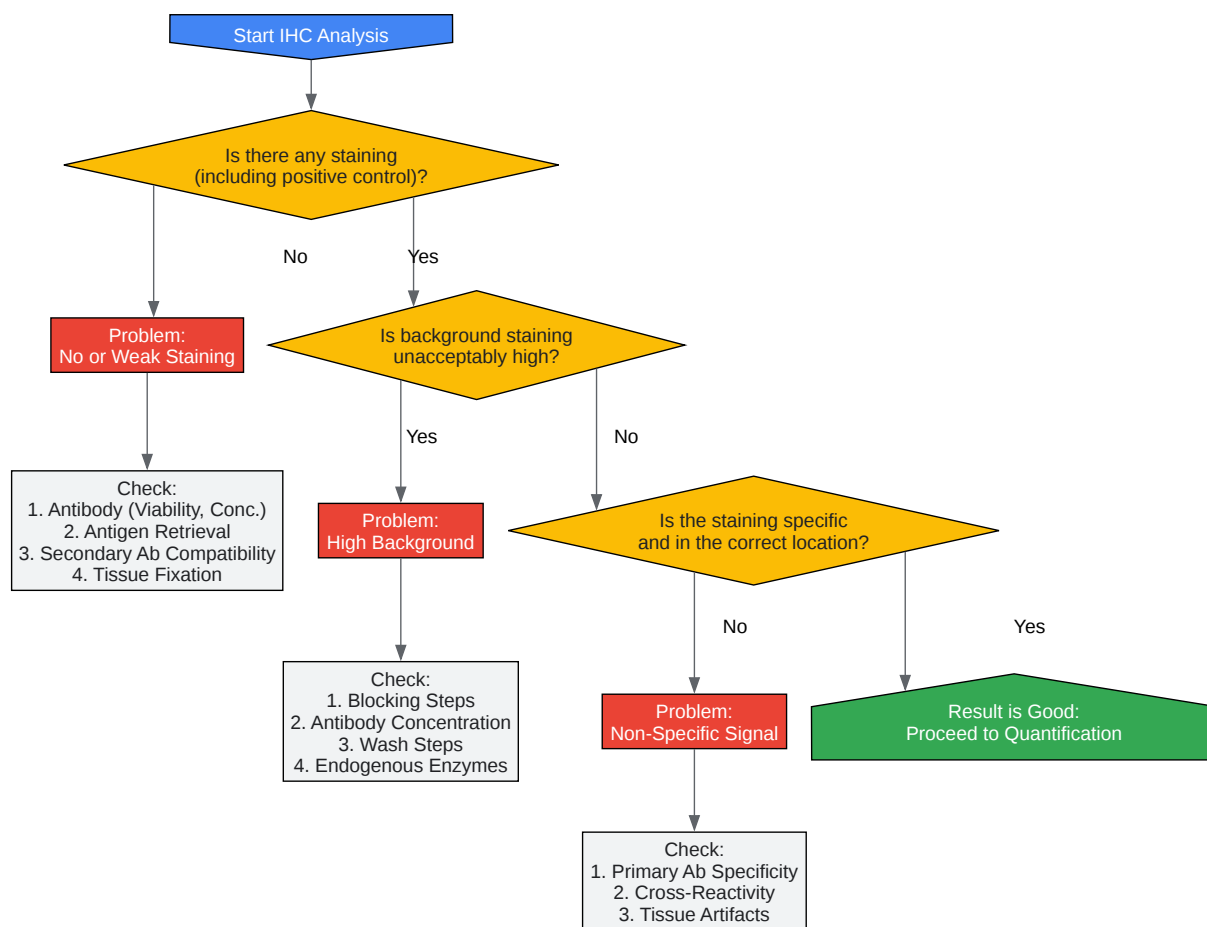 Start IHC Analysis
Is there any staining
(including positive control)?
No
Yes
Problem:
No or Weak Staining
Is background staining
unacceptably high?
Yes
No
Check:
1. Antibody (Viability, Conc.)
2. Antigen Retrieval
3. Secondary Ab Compatibility
4. Tissue Fixation
Problem:
High Background
Is the staining specific
and in the correct location?
No
Yes
Check:
1. Blocking Steps
2. Antibody Concentration
3. Wash Steps
4. Endogenous Enzymes
Problem:
Non-Specific Signal
Result is Good:
Proceed to Quantification
Check:
1. Primary Ab Specificity
2. Cross-Reactivity
3. Tissue Artifacts